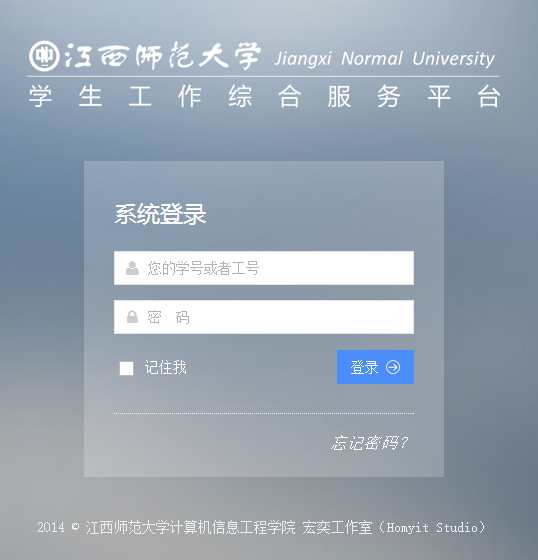 江西师范大学 Jiangxi Normal University
学生工作综合服务平台
系统登录
您的学号或者工号
密 码
记住我 登录
忘记密码？
2014 © 江西师范大学计算机信息工程学院 宏奕工作室（Homyit Studio）